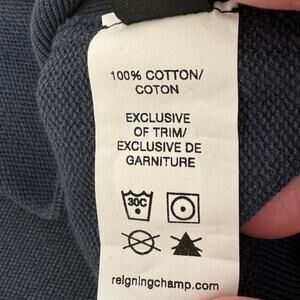 100% COTTON/
COTON
EXCLUSIVE
OF TRIM/
EXCLUSIVE DE
GARNITURE
30C
reigningchamp.com